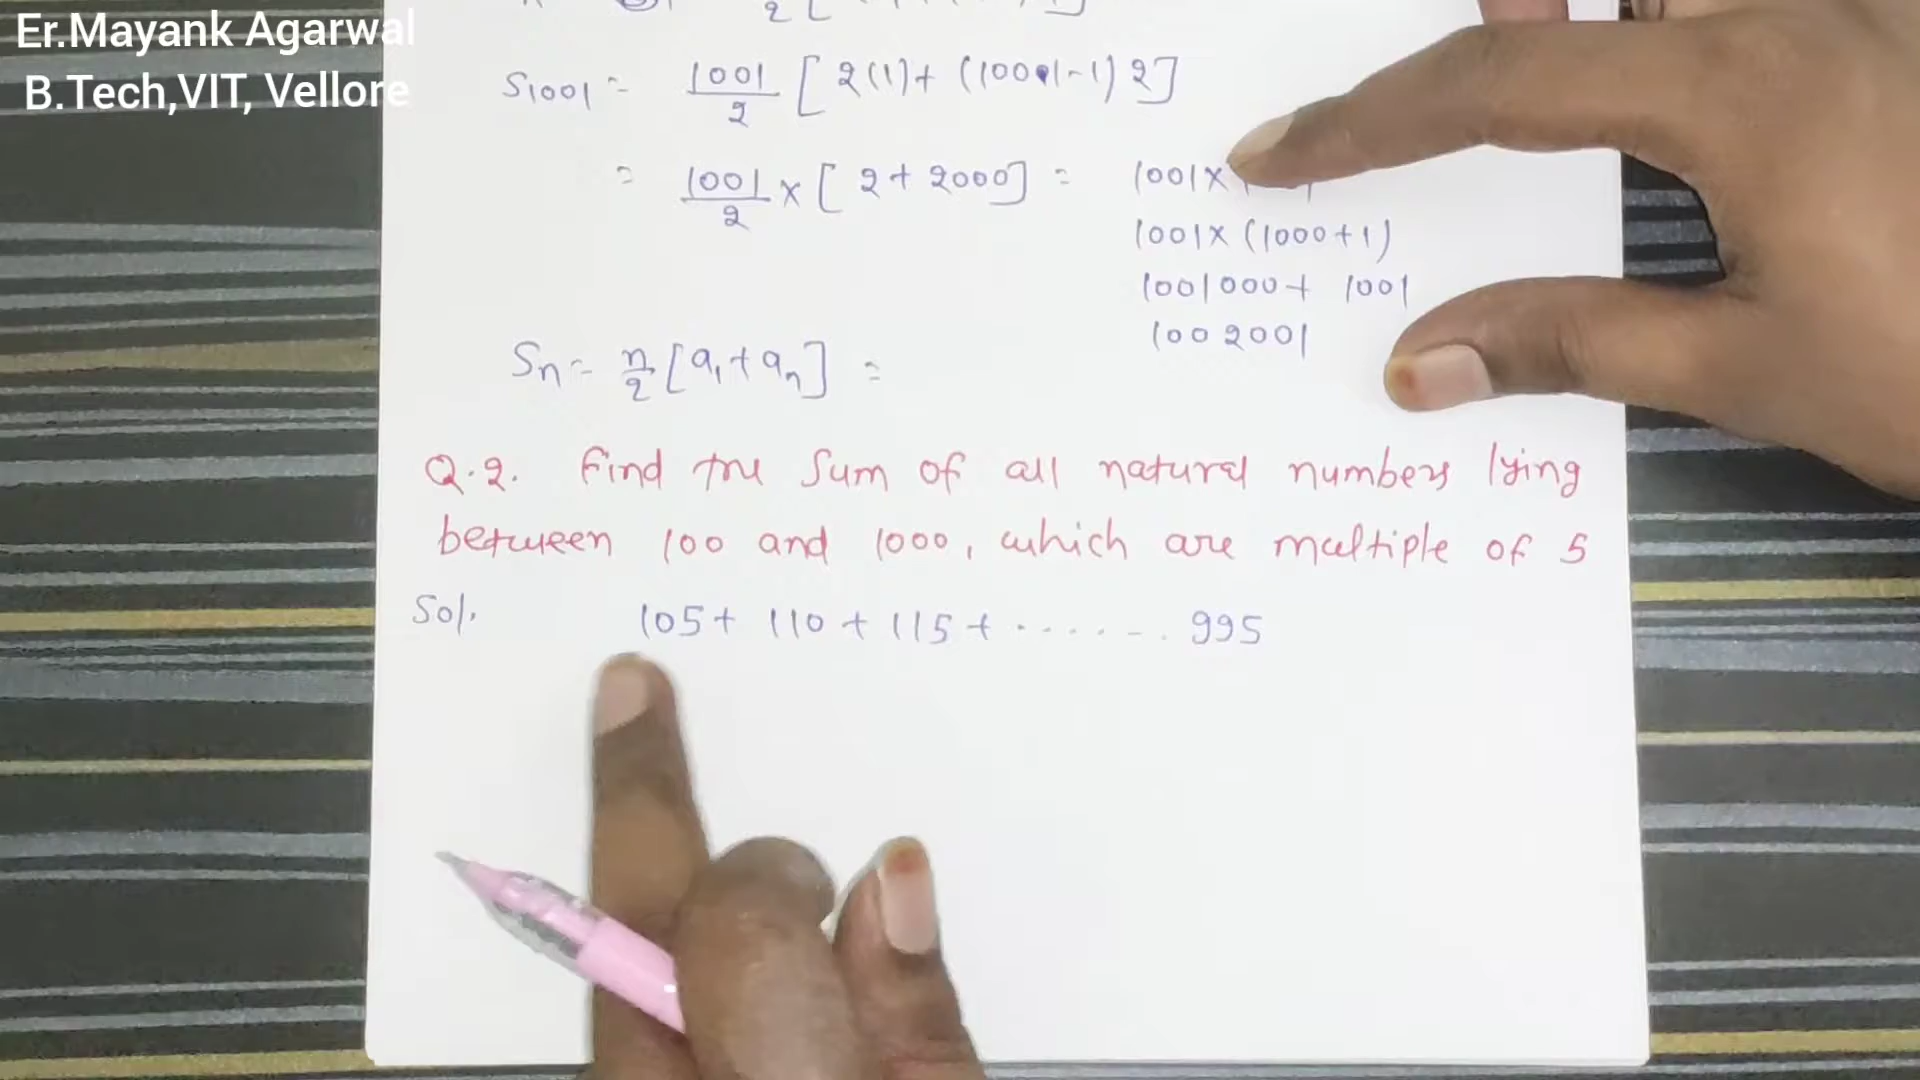 Er.Mayank Agarwal
B.Tech,VIT, Vellore
S1001 = 1001/2 [ 2(1)+ (1001-1) 2]
= 1001/2 x [ 2+ 2000] = 1001x
1001x (1000+1)
1001000+ 1001
1002001
Sn = n/2 [a1+ an] =
Q.2. Find the Sum of all natural numbers lying
between 100 and 1000, which are multiple of 5
Sol. 105+ 110 + 115 + ....... 995